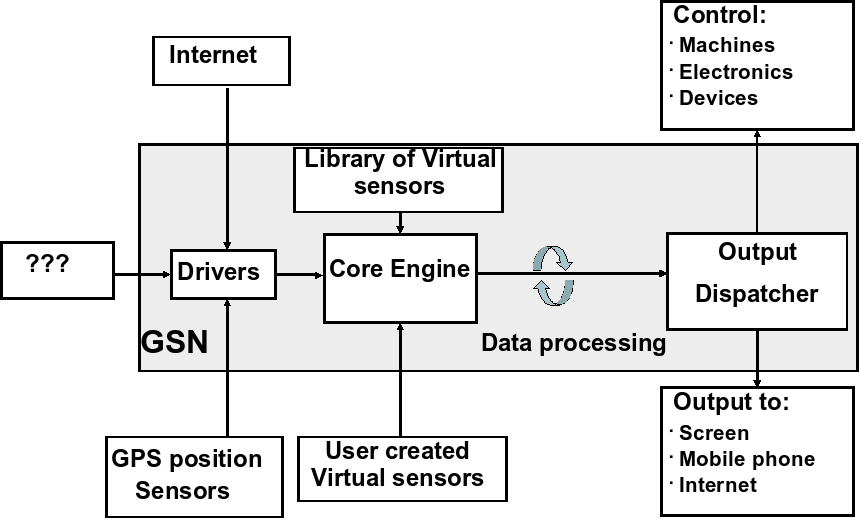 Control:
· Machines
· Electronics
· Devices
Internet
Library of Virtual
sensors
???
Drivers
Core Engine
Output
Dispatcher
GSN
Data processing
GPS position
Sensors
User created
Virtual sensors
Output to:
· Screen
· Mobile phone
· Internet